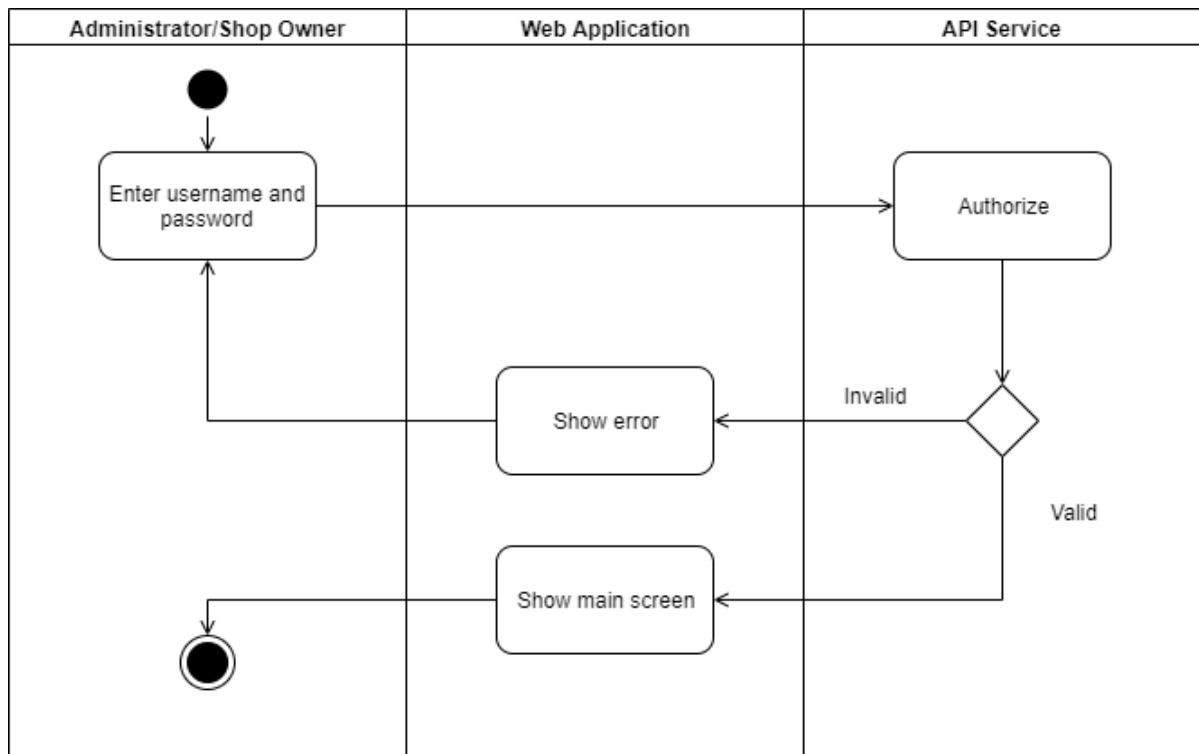 Administrator/Shop Owner
Web Application
API Service
Enter username and
password
Authorize
Invalid
Show error
Valid
Show main screen